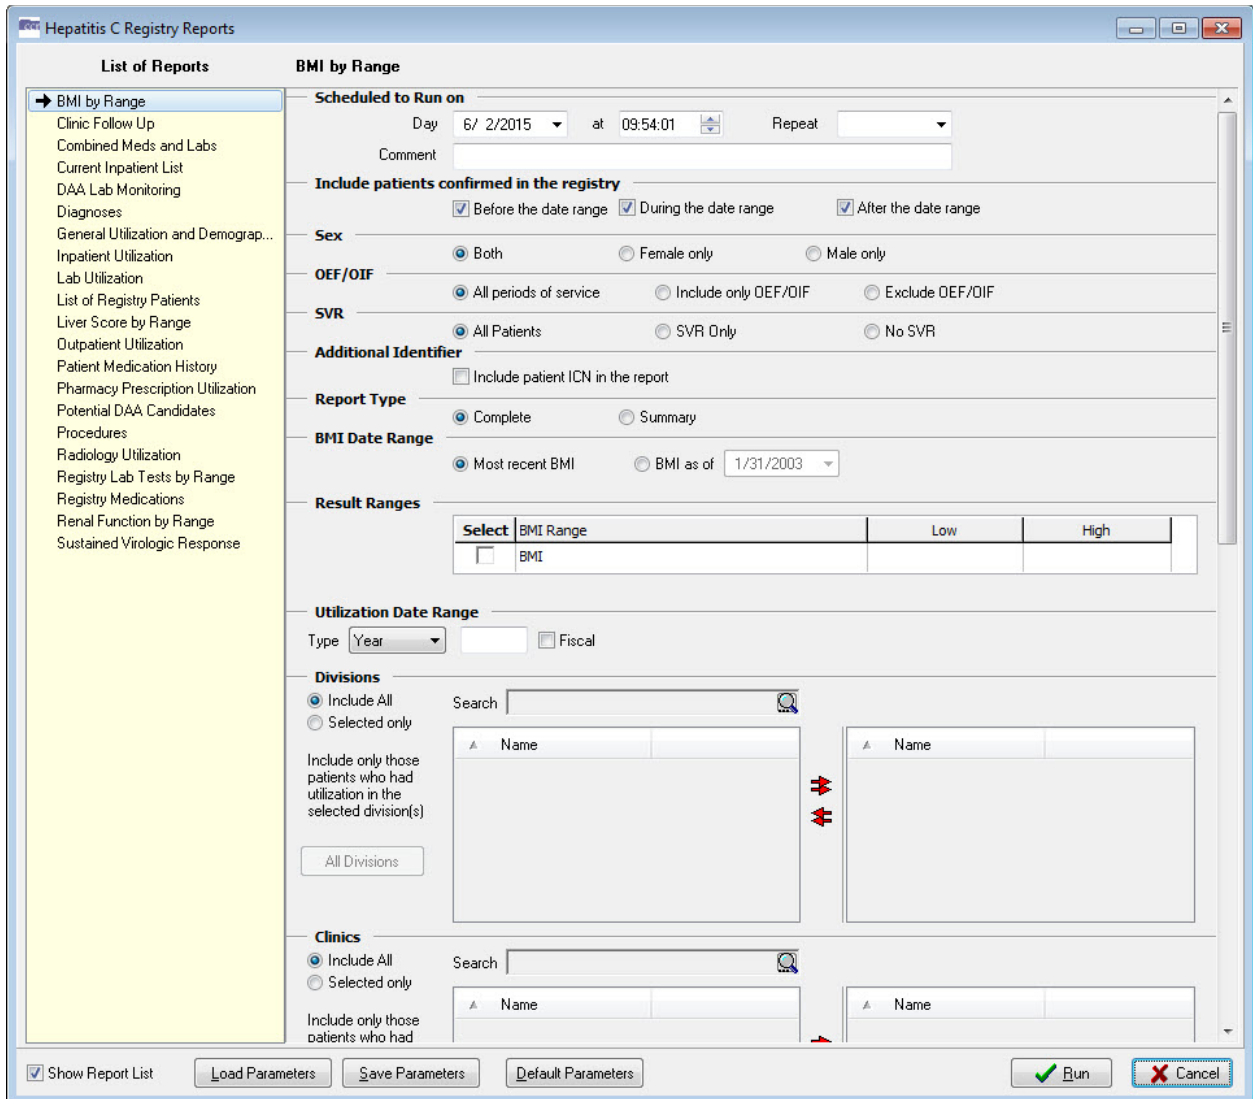 CCR Hepatitis C Registry Reports
List of Reports
BMI by Range
Clinic Follow Up
Combined Meds and Labs
Current Inpatient List
DAA Lab Monitoring
Diagnoses
General Utilization and Demograp...
Inpatient Utilization
Lab Utilization
List of Registry Patients
Liver Score by Range
Outpatient Utilization
Patient Medication History
Pharmacy Prescription Utilization
Potential DAA Candidates
Procedures
Radiology Utilization
Registry Lab Tests by Range
Registry Medications
Renal Function by Range
Sustained Virologic Response
BMI by Range
Scheduled to Run on
Day 6/ 2/2015 at 09:54:01 Repeat
Comment
Include patients confirmed in the registry
Before the date range During the date range After the date range
Sex
Both Female only Male only
OEF/OIF
All periods of service Include only OEF/OIF Exclude OEF/OIF
SVR
All Patients SVR Only No SVR
Additional Identifier
Include patient ICN in the report
Report Type
Complete Summary
BMI Date Range
Most recent BMI BMI as of 1/31/2003
Result Ranges
Select BMI Range Low High
BMI
Utilization Date Range
Type Year Fiscal
Divisions
Include All
Selected only
Include only those
patients who had
utilization in the
selected division(s)
All Divisions
Search
Name Name
Clinics
Include All
Selected only
Include only those
patients who had
Search
Name Name
Show Report List Load Parameters Save Parameters Default Parameters Run Cancel